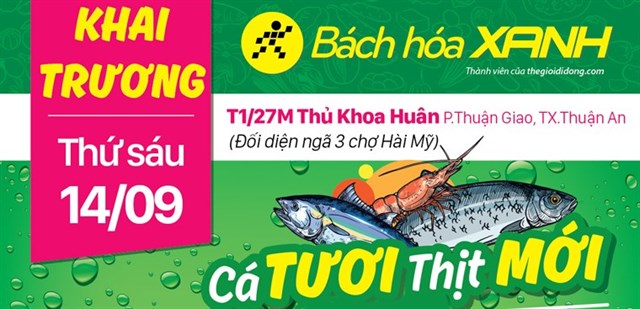 KHAI
TRƯƠNG
Thứ sáu
14/09
Bách hóa XANH
Thành viên của thegioididong.com
T1/27M Thủ Khoa Huân P.Thuận Giao, TX.Thuận An
(Đối diện ngã 3 chợ Hài Mỹ)
Cá TƯƠI Thịt MỚI